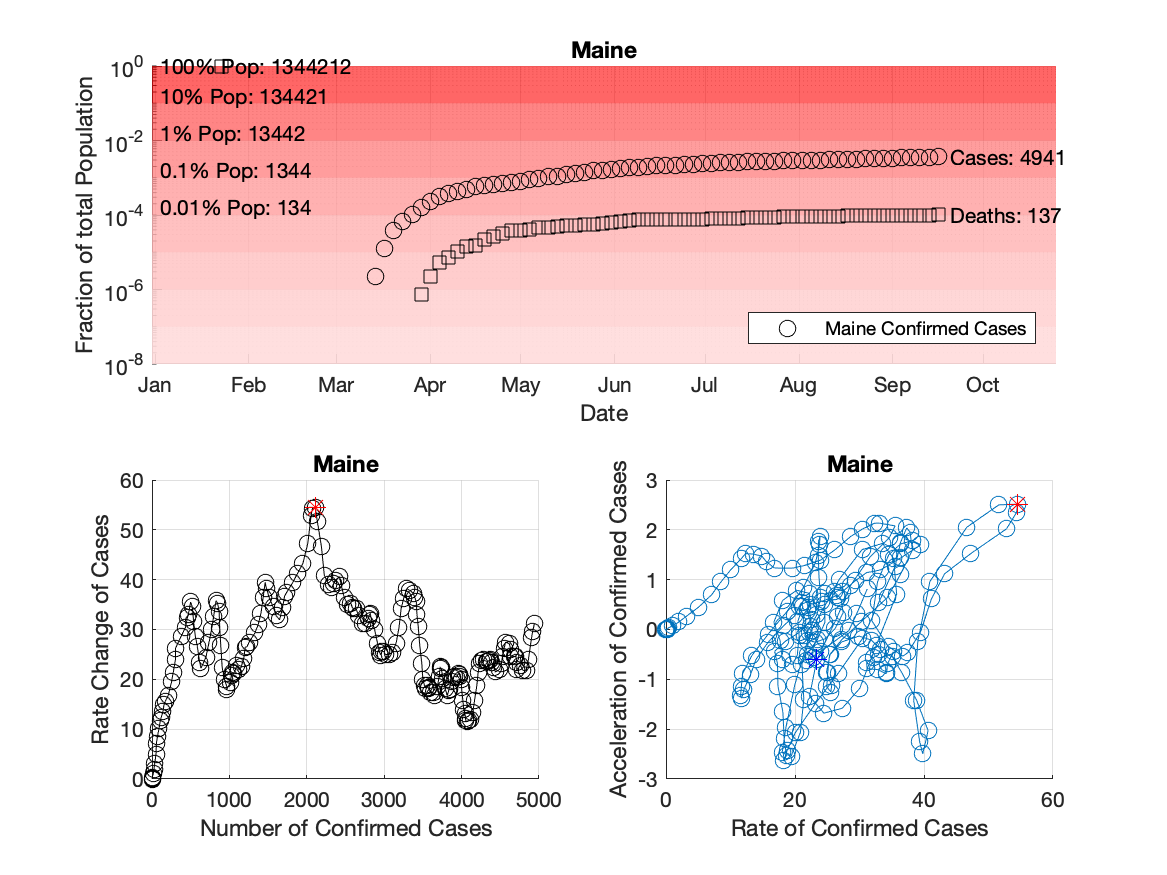 Maine
100% Pop: 1344212
10% Pop: 134421
1% Pop: 13442
0.1% Pop: 1344
0.01% Pop: 134
Cases: 4941
Deaths: 137
Maine Confirmed Cases
Fraction of total Population
10^0
10^-2
10^-4
10^-6
10^-8
Jan Feb Mar Apr May Jun Jul Aug Sep Oct
Date
Maine
Rate Change of Cases
60
50
40
30
20
10
0
0 1000 2000 3000 4000 5000
Number of Confirmed Cases
Maine
Acceleration of Confirmed Cases
3
2
1
0
-1
-2
-3
0 20 40 60
Rate of Confirmed Cases